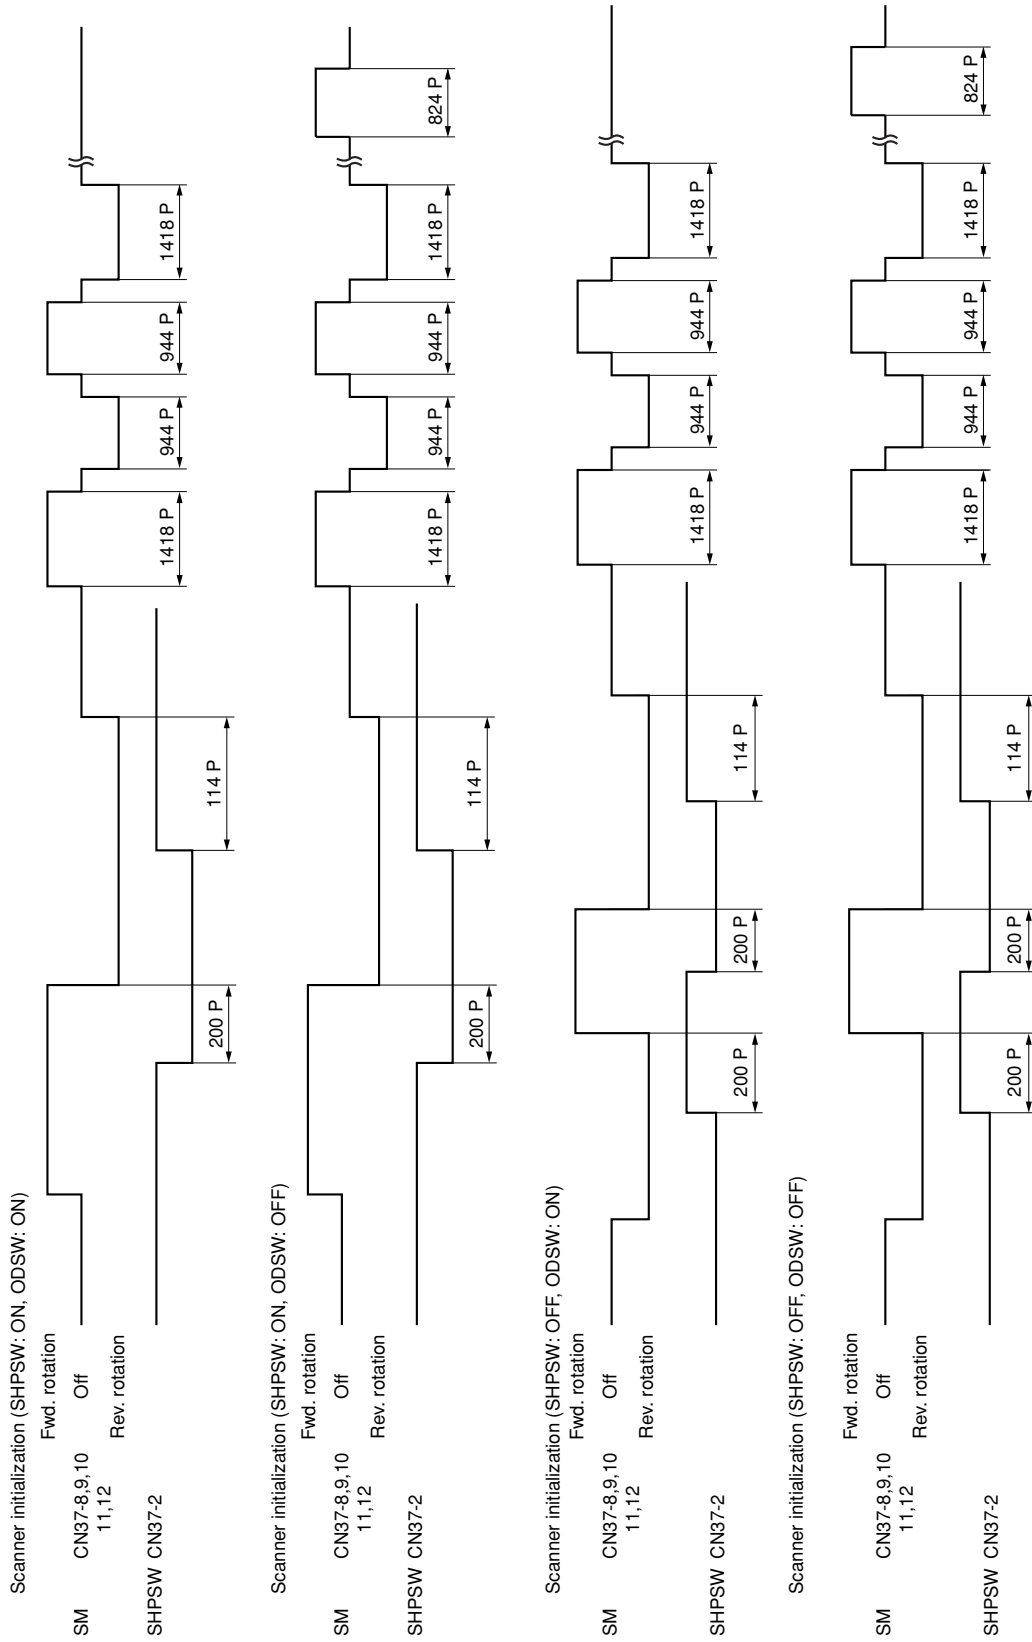 Scanner initialization (SHPSW: ON, ODSW: ON)
Fwd. rotation
SM CN37-8,9,10 Off
11,12 Rev. rotation
1418 P 944 P 944 P 1418 P
SHPSW CN37-2
200 P 114 P
Scanner initialization (SHPSW: ON, ODSW: OFF)
Fwd. rotation
SM CN37-8,9,10 Off
11,12 Rev. rotation
1418 P 944 P 944 P 1418 P 824 P
SHPSW CN37-2
200 P 114 P
Scanner initialization (SHPSW: OFF, ODSW: ON)
Fwd. rotation
SM CN37-8,9,10 Off
11,12 Rev. rotation
1418 P 944 P 944 P 1418 P
SHPSW CN37-2
200 P 200 P 114 P
Scanner initialization (SHPSW: OFF, ODSW: OFF)
Fwd. rotation
SM CN37-8,9,10 Off
11,12 Rev. rotation
1418 P 944 P 944 P 1418 P 824 P
SHPSW CN37-2
200 P 200 P 114 P